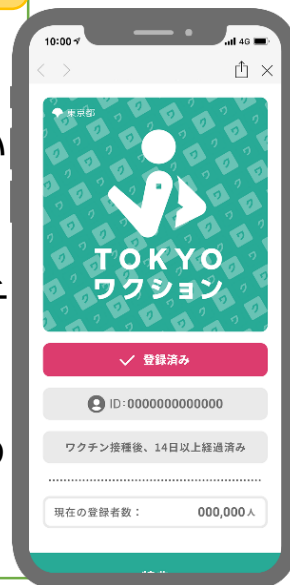 10:00
4G
東京都
TOKYO
ワクション
登録済み
ID:0000000000000
ワクチン接種後、14日以上経過済み
現在の登録者数： 000,000人